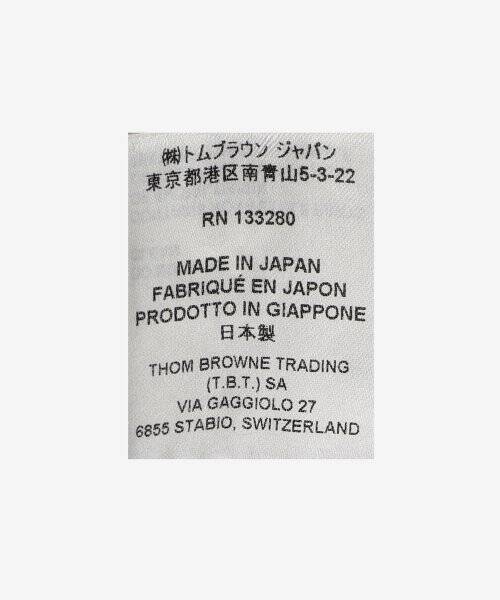 ㈱トムブラウン ジャパン
東京都港区南青山5-3-22
RN 133280
MADE IN JAPAN
FABRIQUÉ EN JAPON
PRODOTTO IN GIAPPONE
日本製
THOM BROWNE TRADING
(T.B.T.) SA
VIA GAGGIOLO 27
6855 STABIO, SWITZERLAND